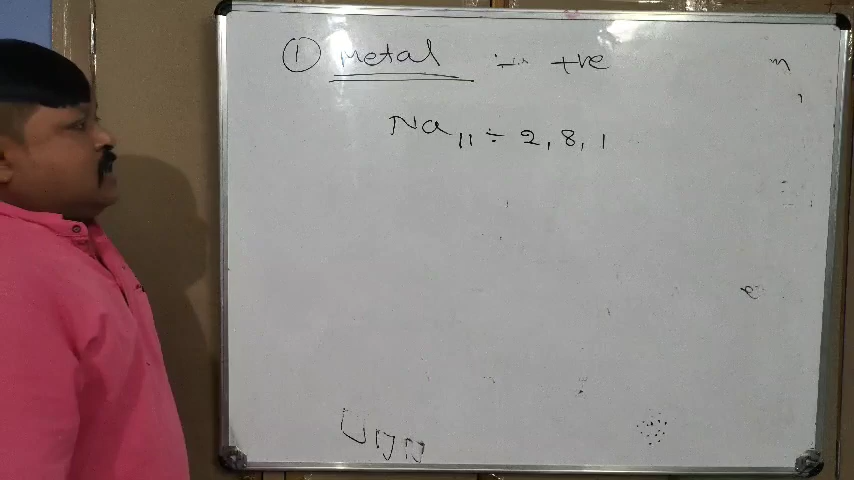 ① Metal :- +ve
Na₁₁ :- 2, 8, 1